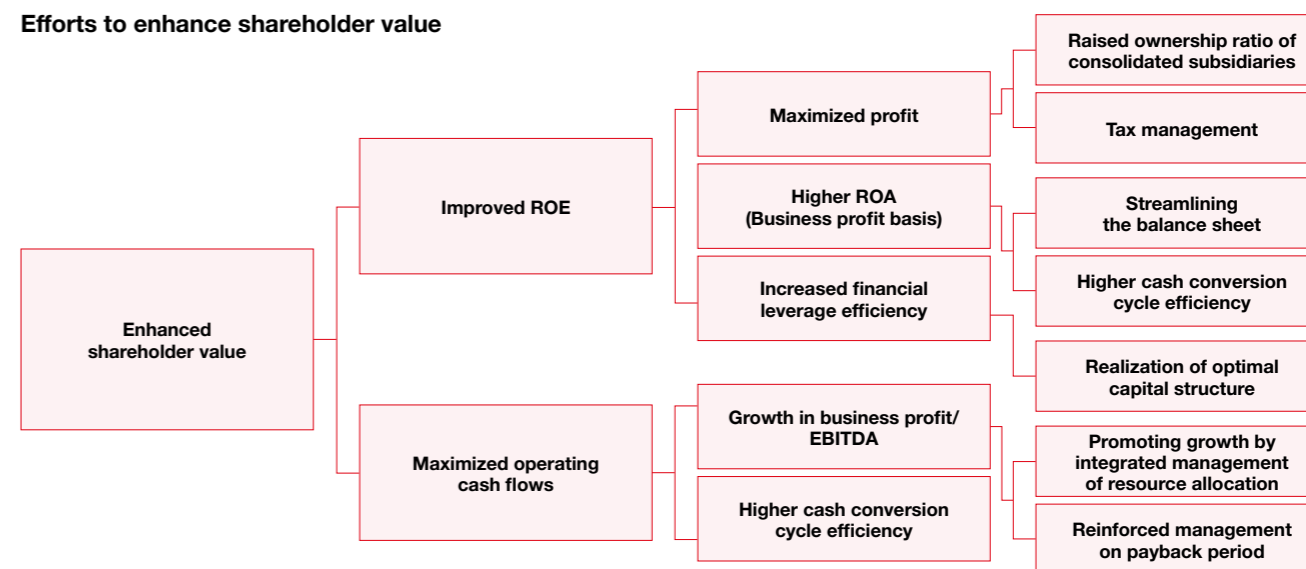 Efforts to enhance shareholder value
Enhanced
shareholder value
Improved ROE
Maximized operating
cash flows
Maximized profit
Higher ROA
(Business profit basis)
Increased financial
leverage efficiency
Growth in business profit/
EBITDA
Higher cash conversion
cycle efficiency
Raised ownership ratio of
consolidated subsidiaries
Tax management
Streamlining
the balance sheet
Higher cash conversion
cycle efficiency
Realization of optimal
capital structure
Promoting growth by
integrated management
of resource allocation
Reinforced management
on payback period